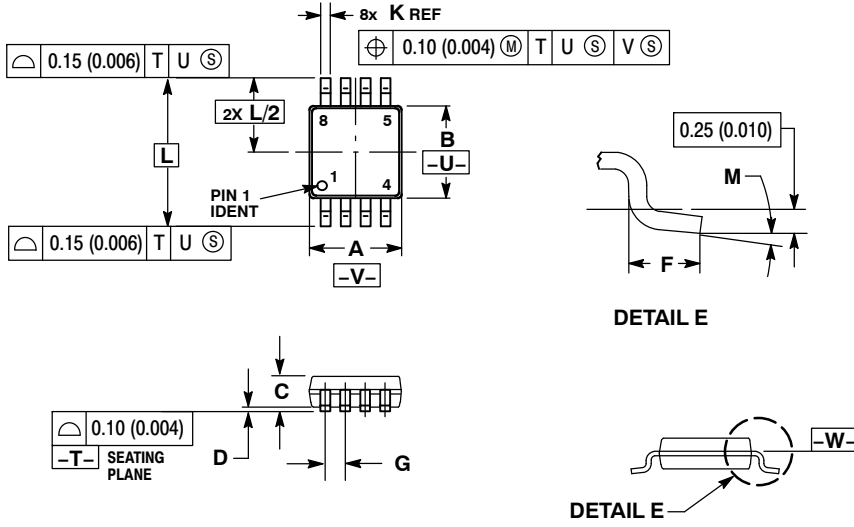 8x K REF
⌖ 0.10 (0.004) Ⓜ T U Ⓢ V Ⓢ
⌓ 0.15 (0.006) T U Ⓢ
2X L/2
8 5
B
-U-
L
PIN 1
IDENT
1
4
⌓ 0.15 (0.006) T U Ⓢ
A
-V-
0.25 (0.010)
M
F
DETAIL E
C
⌓ 0.10 (0.004)
-T- SEATING
PLANE
D
G
-W-
DETAIL E